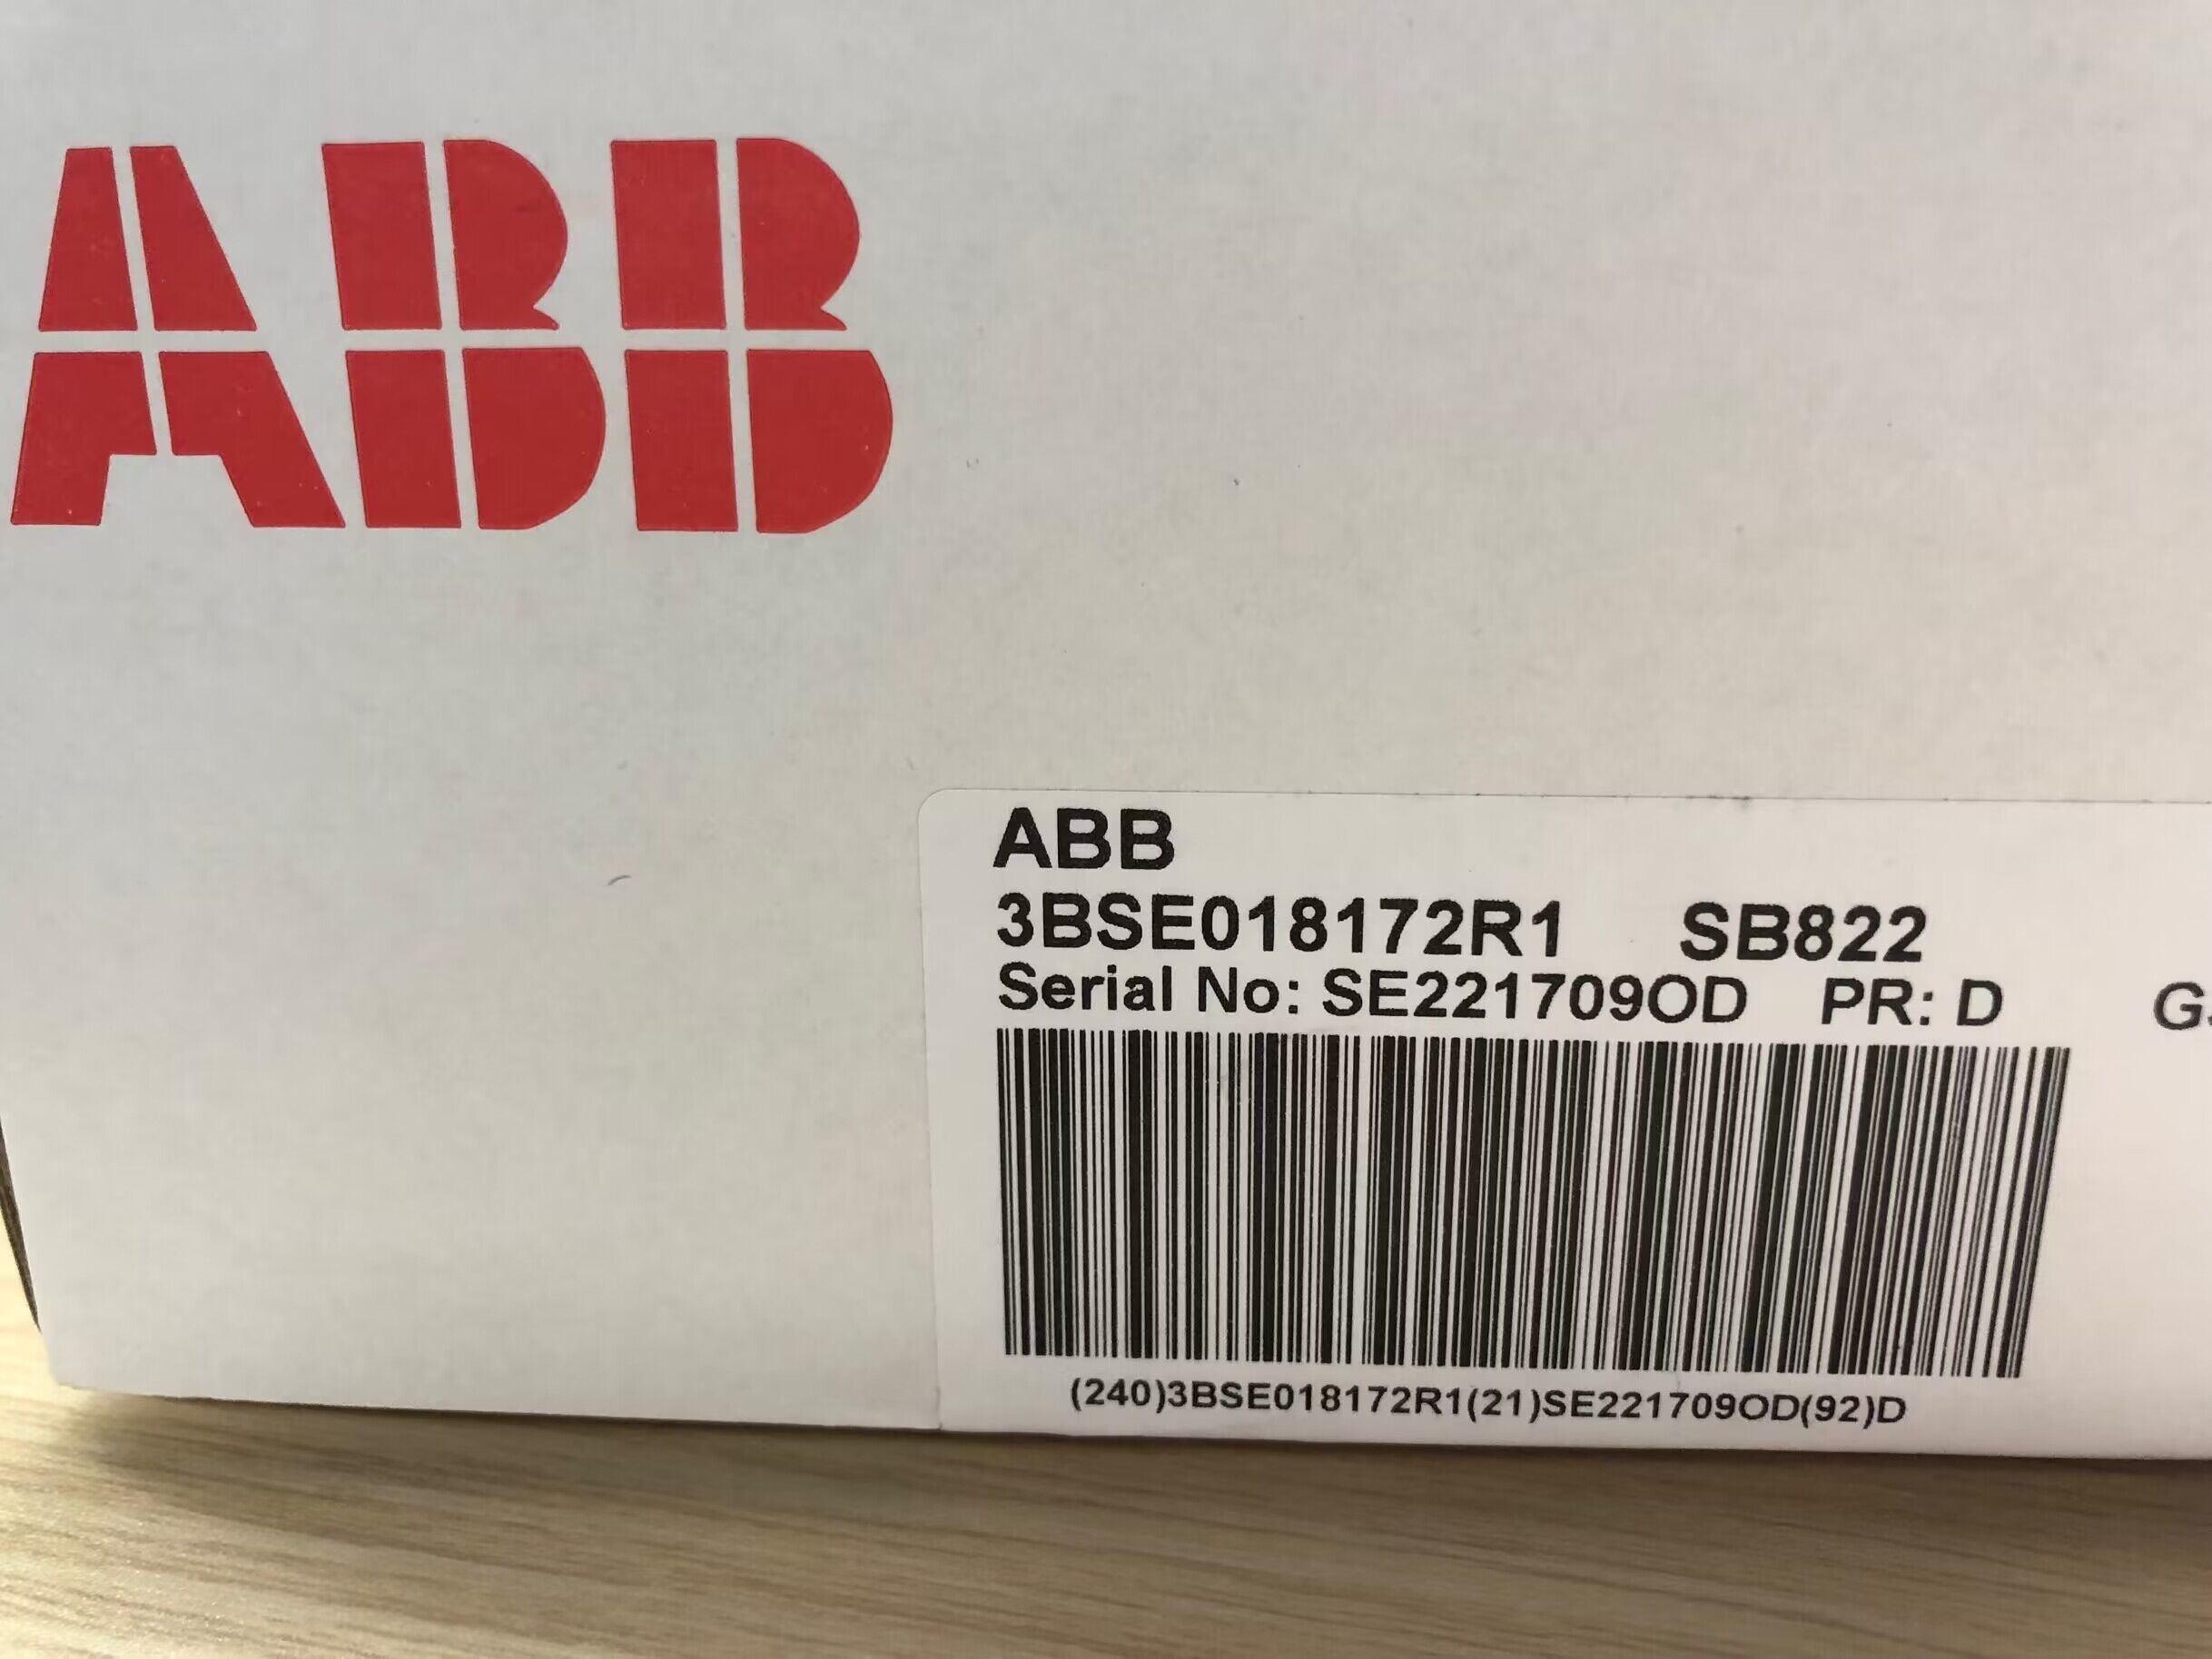 ABB
ABB
3BSE018172R1 SB822
Serial No: SE221709OD PR: D
(240)3BSE018172R1(21)SE221709OD(92)D